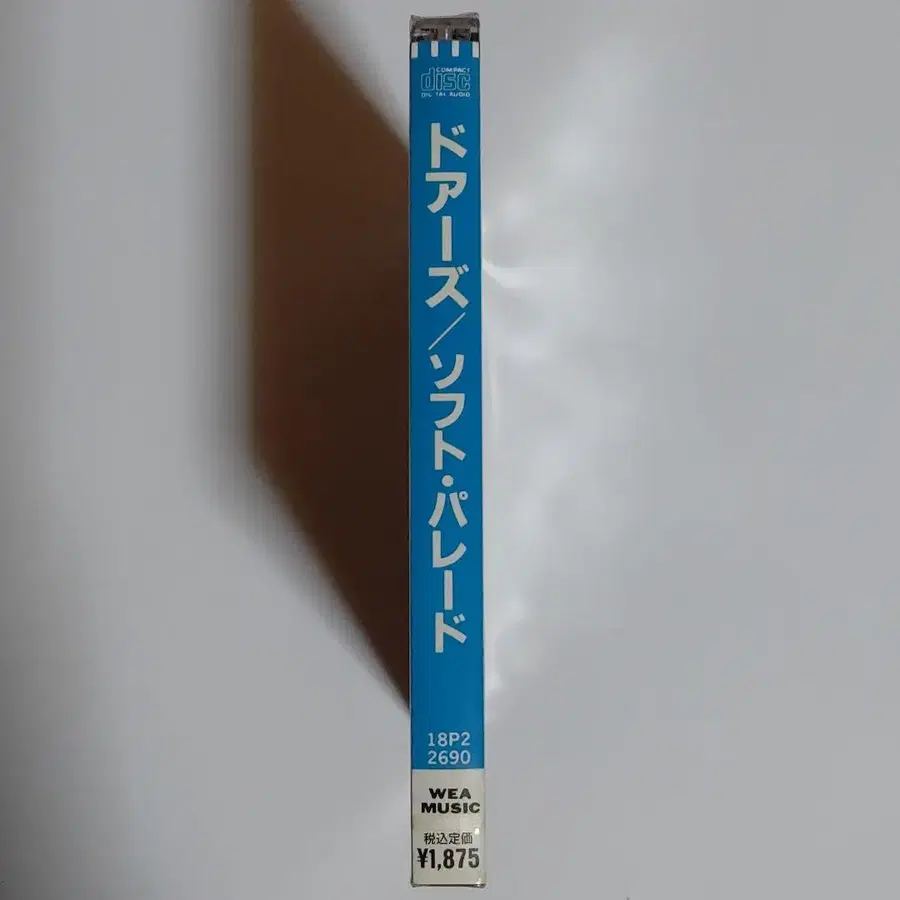 COMPACT
disc
DIGITAL AUDIO
ドアーズ/ソフト・パレード
18P2
2690
WEA
MUSIC
税込定価
¥1,875